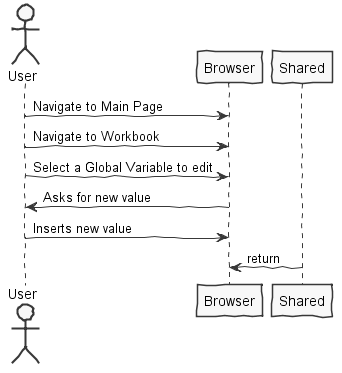 User
Browser
Shared
Navigate to Main Page
Navigate to Workbook
Select a Global Variable to edit
Asks for new value
Inserts new value
return
User
Browser
Shared